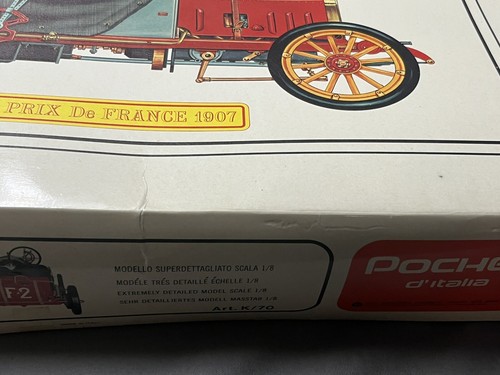 PRIX De FRANCE 1907
F-2
MODELLO SUPERDETTAGLIATO SCALA 1/8
MODÈLE TRÈS DETAILLÉ ÉCHELLE 1/8
EXTREMELY DETAILED MODEL SCALE 1/8
SEHR DETAILLIERTES MODELL MASSTAB 1/8
Art. K/70
POCHE
d'Italia